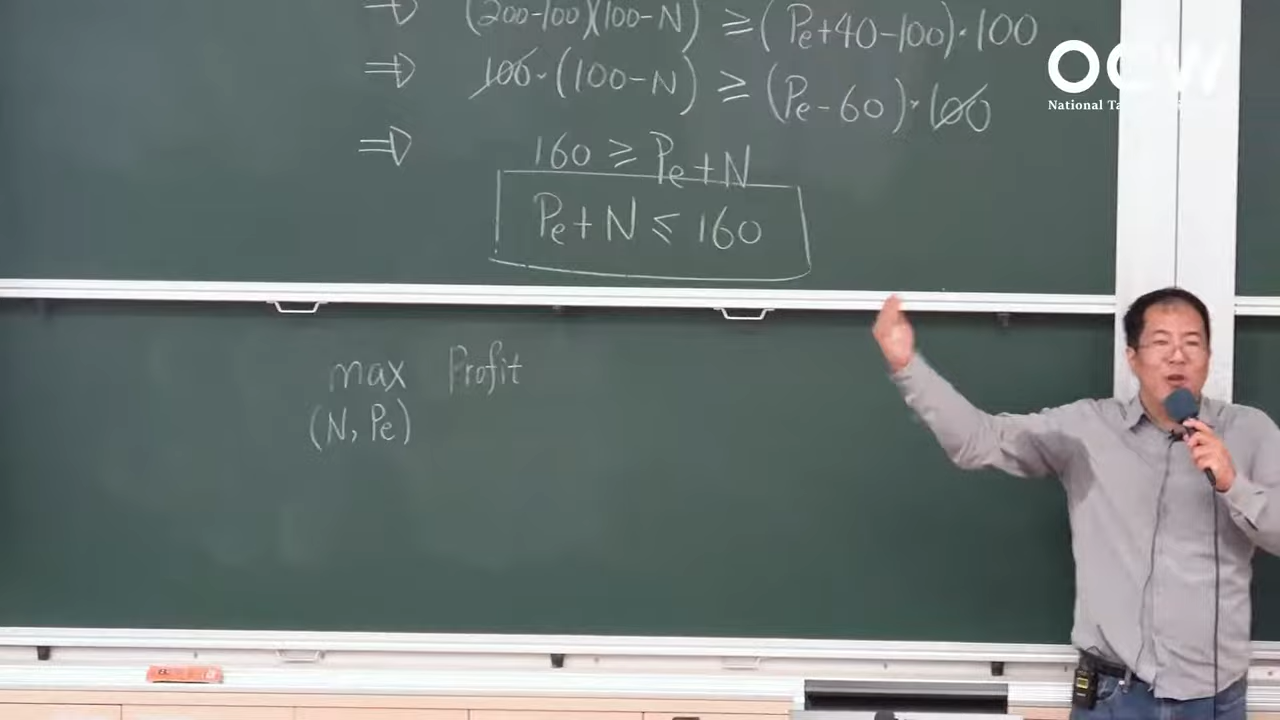 ⇒ (200-100)(100-N) ≥ (Pe+40-100)·100
OCW
⇒ 100·(100-N) ≥ (Pe-60)·100
National
⇒ 160 ≥ Pe+N
Pe+N ≤ 160
max Profit
(N, Pe)